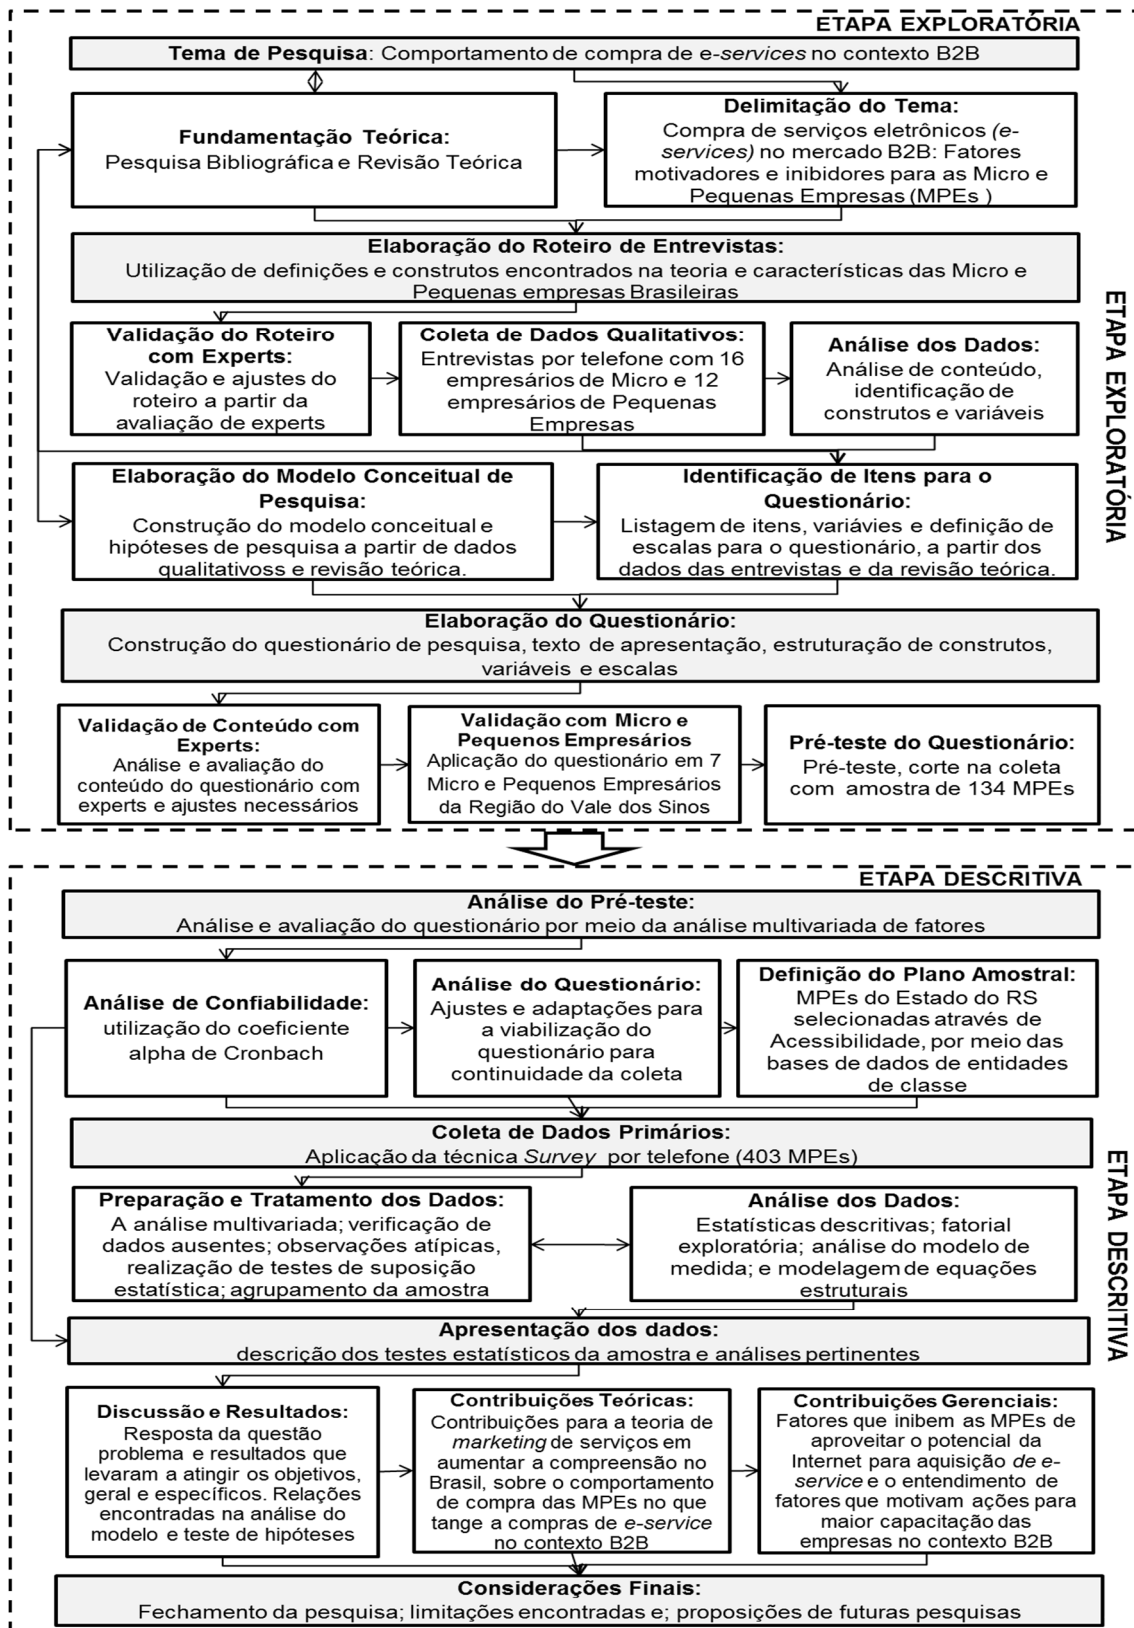 ETAPA EXPLORATÓRIA
Tema de Pesquisa: Comportamento de compra de e-services no contexto B2B
Fundamentação Teórica:
Pesquisa Bibliográfica e Revisão Teórica
Delimitação do Tema:
Compra de serviços eletrônicos (e-
services) no mercado B2B: Fatores
motivadores e inibidores para as Micro e
Pequenas Empresas (MPEs )
Elaboração do Roteiro de Entrevistas:
Utilização de definições e construtos encontrados na teoria e características das Micro e
Pequenas empresas Brasileiras
Validação do Roteiro
com Experts:
Validação e ajustes do
roteiro a partir da
avaliação de experts
Coleta de Dados Qualitativos:
Entrevistas por telefone com 16
empresários de Micro e 12
empresários de Pequenas
Empresas
Análise dos Dados:
Análise de conteúdo,
identificação de
construtos e variáveis
ETAPA EXPLORATÓRIA
Elaboração do Modelo Conceitual de
Pesquisa:
Construção do modelo conceitual e
hipóteses de pesquisa a partir de dados
qualitativoss e revisão teórica.
Identificação de Itens para o
Questionário:
Listagem de itens, variávies e definição de
escalas para o questionário, a partir dos
dados das entrevistas e da revisão teórica.
Elaboração do Questionário:
Construção do questionário de pesquisa, texto de apresentação, estruturação de construtos,
variáveis e escalas
Validação de Conteúdo com
Experts:
Análise e avaliação do
conteúdo do questionário com
experts e ajustes necessários
Validação com Micro e
Pequenos Empresários
Aplicação do questionário em 7
Micro e Pequenos Empresários
da Região do Vale dos Sinos
Pré-teste do Questionário:
Pré-teste, corte na coleta
com amostra de 134 MPEs
ETAPA DESCRITIVA
Análise do Pré-teste:
Análise e avaliação do questionário por meio da análise multivariada de fatores
Análise de Confiabilidade:
utilização do coeficiente
alpha de Cronbach
Análise do Questionário:
Ajustes e adaptações para
a viabilização do
questionário para
continuidade da coleta
Definição do Plano Amostral:
MPEs do Estado do RS
selecionadas através de
Acessibilidade, por meio das
bases de dados de entidades
de classe
Coleta de Dados Primários:
Aplicação da técnica Survey por telefone (403 MPEs)
ETAPA DESCRITIVA
Preparação e Tratamento dos Dados:
A análise multivariada; verificação de
dados ausentes; observações atípicas,
realização de testes de suposição
estatística; agrupamento da amostra
Análise dos Dados:
Estatísticas descritivas; fatorial
exploratória; análise do modelo de
medida; e modelagem de equações
estruturais
Apresentação dos dados:
descrição dos testes estatísticos da amostra e análises pertinentes
Discussão e Resultados:
Resposta da questão
problema e resultados que
levaram a atingir os objetivos,
geral e específicos. Relações
encontradas na análise do
modelo e teste de hipóteses
Contribuições Teóricas:
Contribuições para a teoria de
marketing de serviços em
aumentar a compreensão no
Brasil, sobre o comportamento
de compra das MPEs no que
tange a compras de e-service
no contexto B2B
Contribuições Gerenciais:
Fatores que inibem as MPEs de
aproveitar o potencial da
Internet para aquisição de e-
service e o entendimento de
fatores que motivam ações para
maior capacitação das
empresas no contexto B2B
Considerações Finais:
Fechamento da pesquisa; limitações encontradas e; proposições de futuras pesquisas